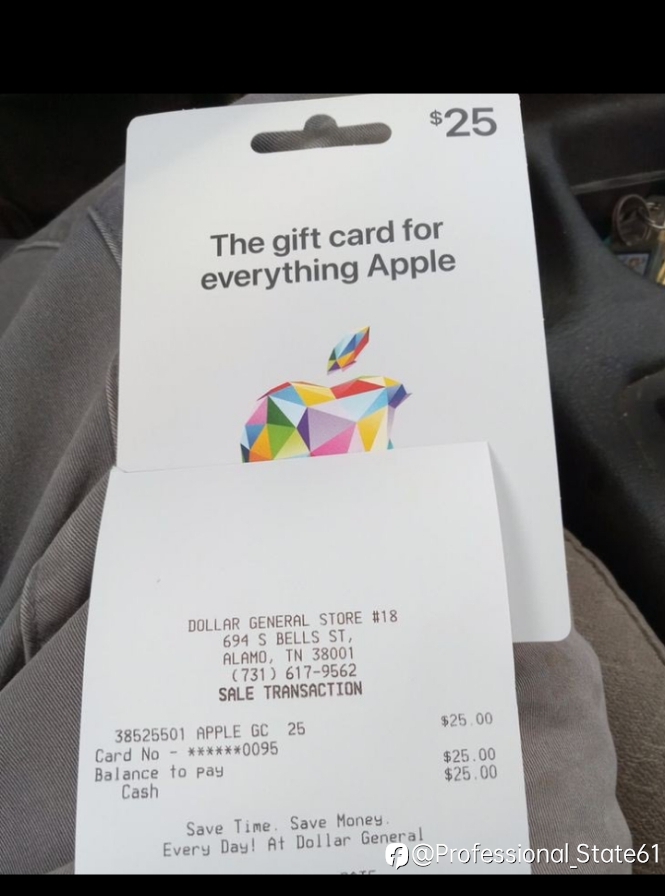 $25
The gift card for
everything Apple
DOLLAR GENERAL STORE #18
694 S BELLS ST,
ALAMO, TN 38001
(731) 617-9562
SALE TRANSACTION
38525501 APPLE GC 25 $25.00
Card No - ******0095
Balance to pay $25.00
Cash $25.00
Save Time. Save Money.
Every Day! At Dollar General
@Professional_State61